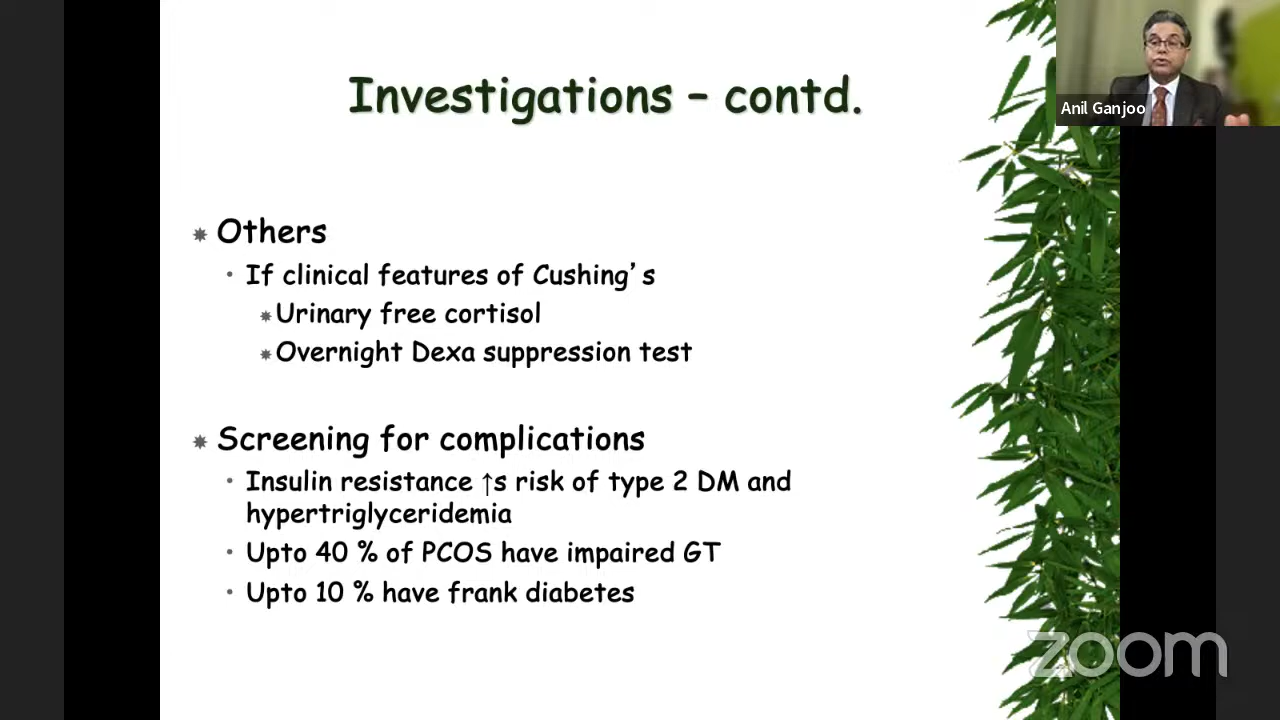 Investigations – contd.
Anil Ganjoo
Others
If clinical features of Cushing’s
Urinary free cortisol
Overnight Dexa suppression test
Screening for complications
Insulin resistance ↑s risk of type 2 DM and
hypertriglyceridemia
Upto 40 % of PCOS have impaired GT
Upto 10 % have frank diabetes
zoom